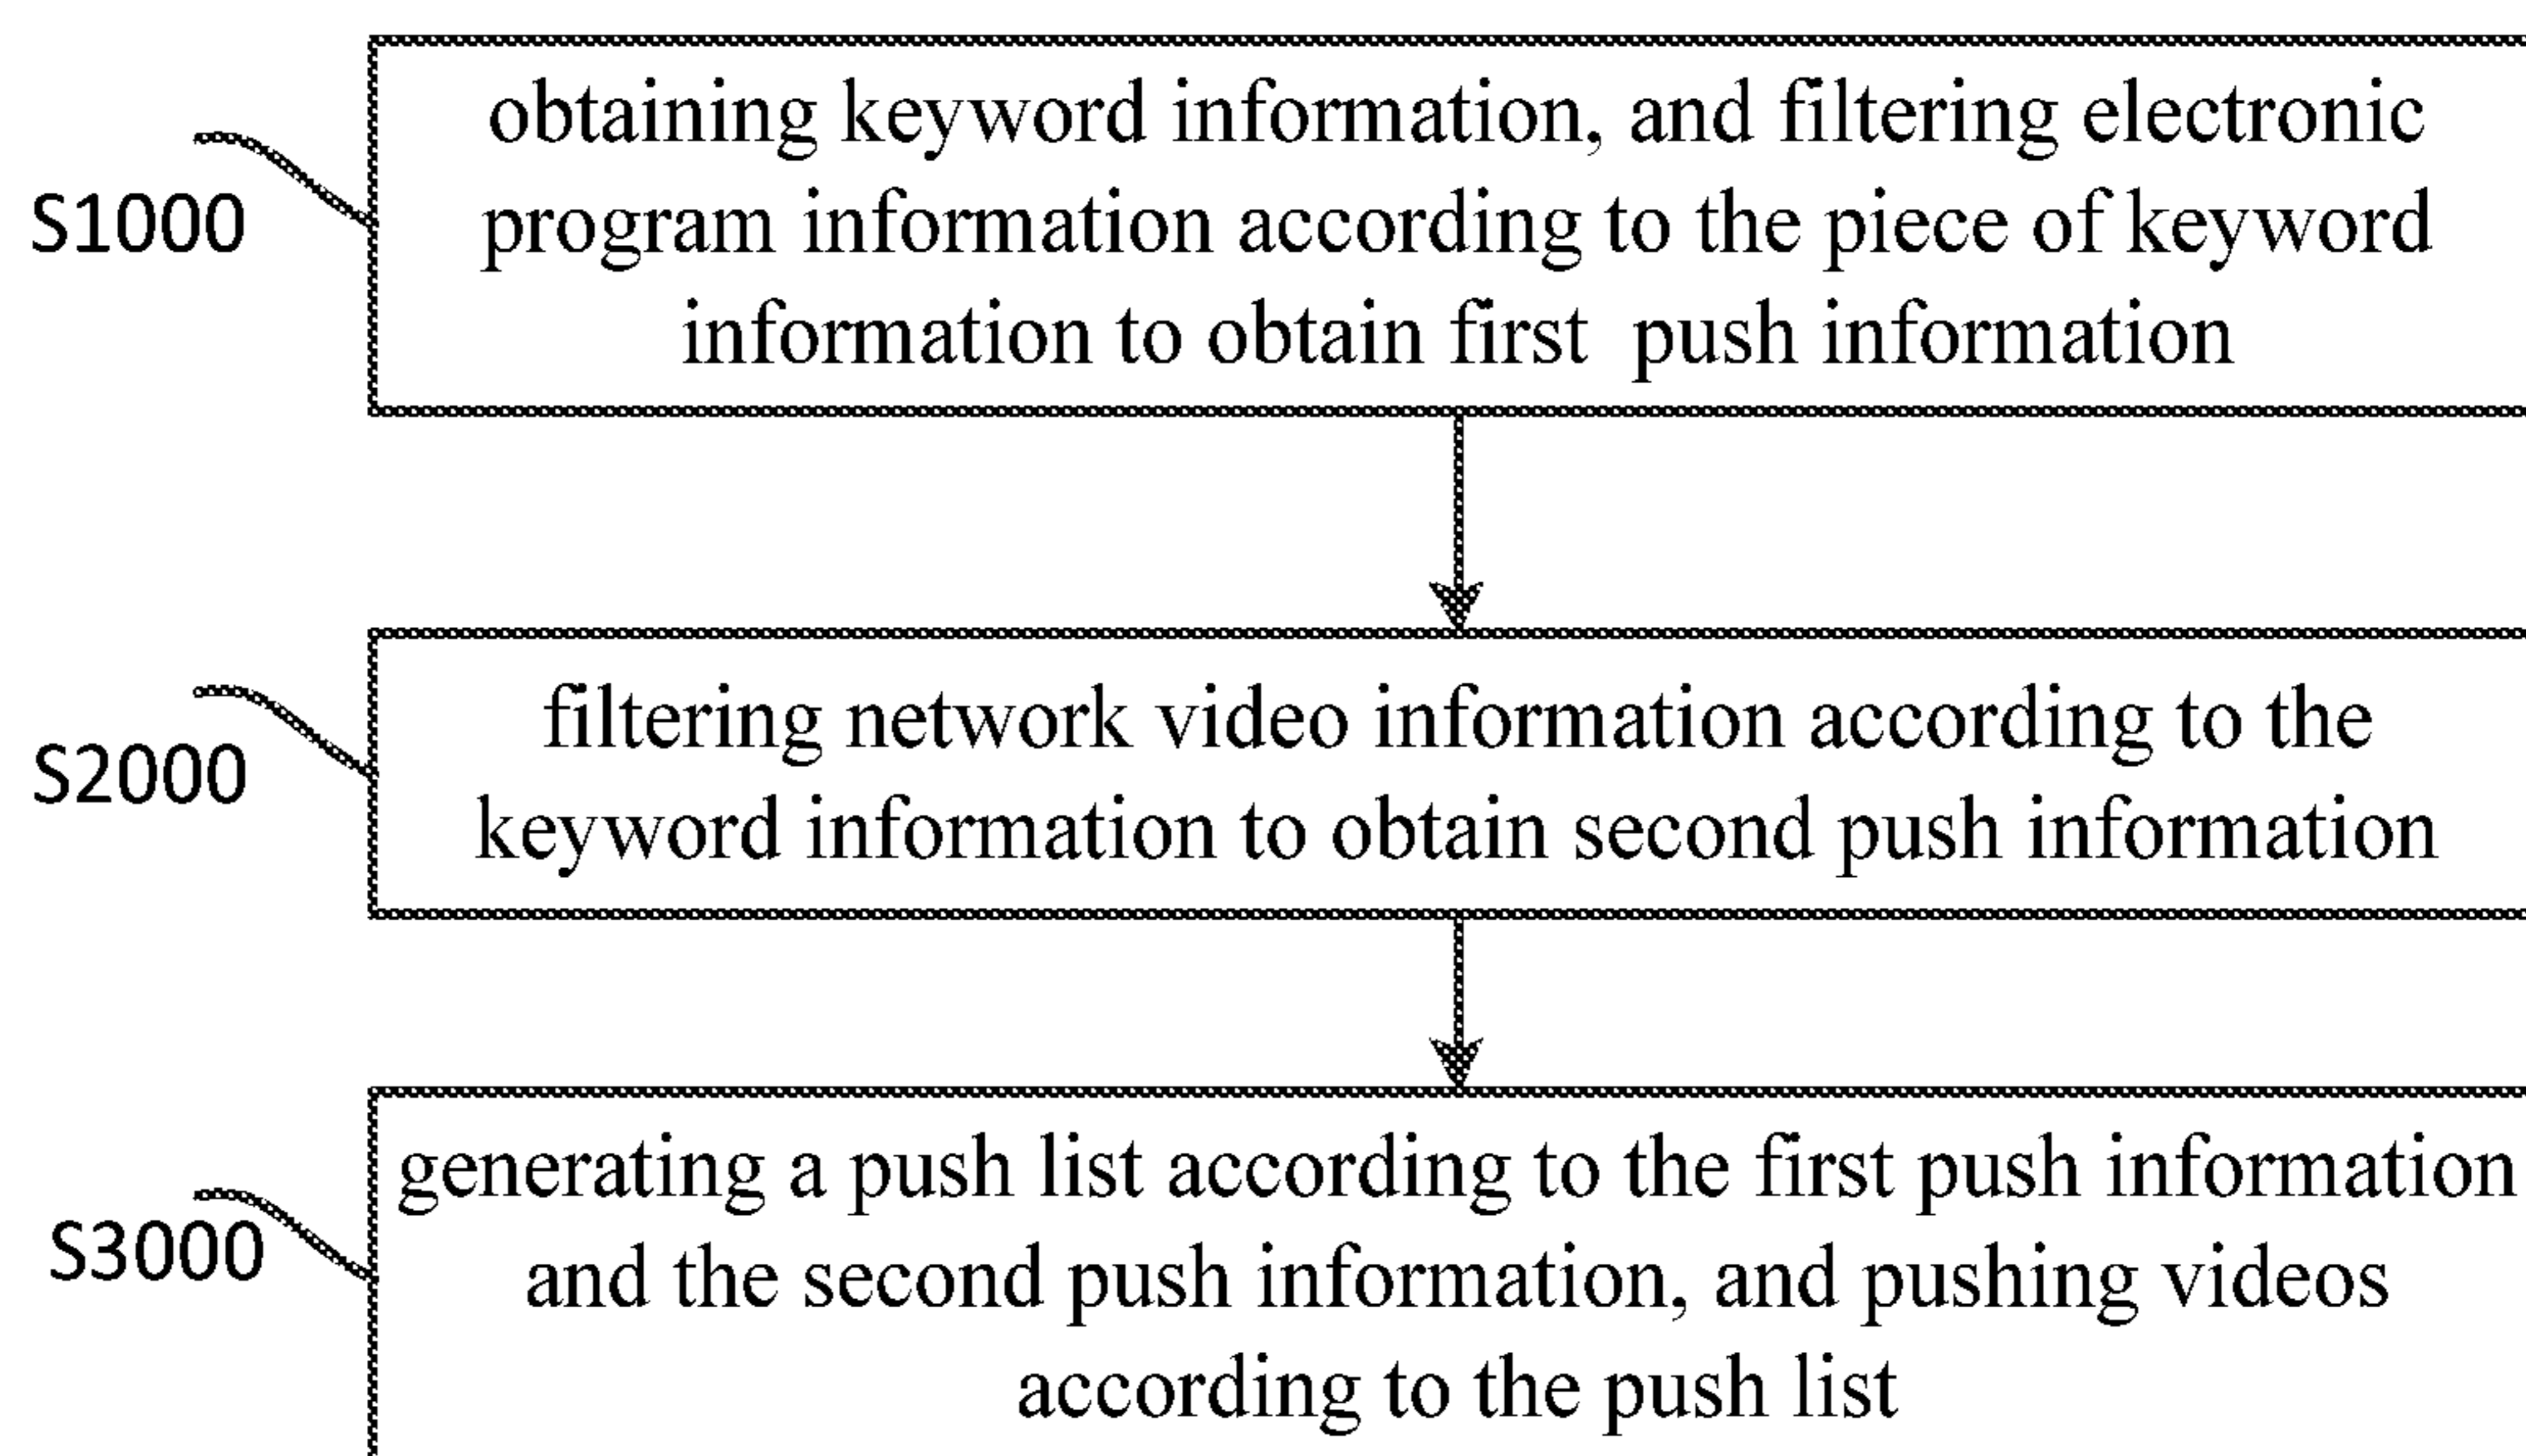 obtaining keyword information, and filtering electronic
program information according to the piece of keyword
information to obtain first push information
S1000
filtering network video information according to the
keyword information to obtain second push information
S2000
generating a push list according to the first push information
and the second push information, and pushing videos
according to the push list
S3000